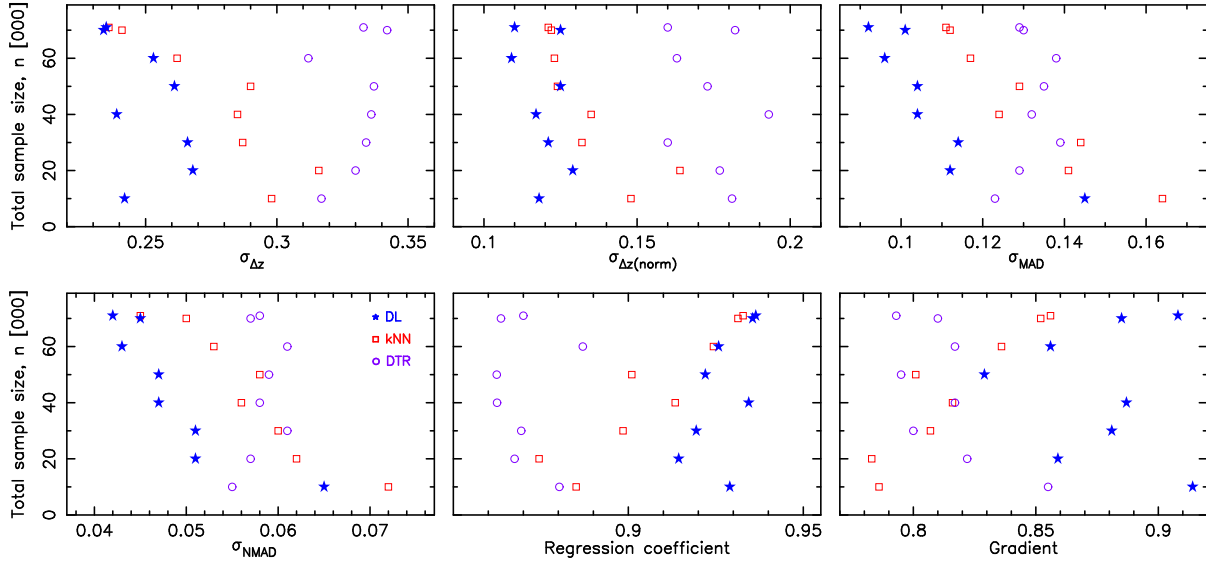 Total sample size, n [000]
0 20 40 60
0.25 0.3 0.35
σΔz
0.1 0.15 0.2
σΔz(norm)
0.1 0.12 0.14 0.16
σMAD
Total sample size, n [000]
0 20 40 60
DL
kNN
DTR
0.04 0.05 0.06 0.07
σNMAD
0.9 0.95
Regression coefficient
0.8 0.85 0.9
Gradient